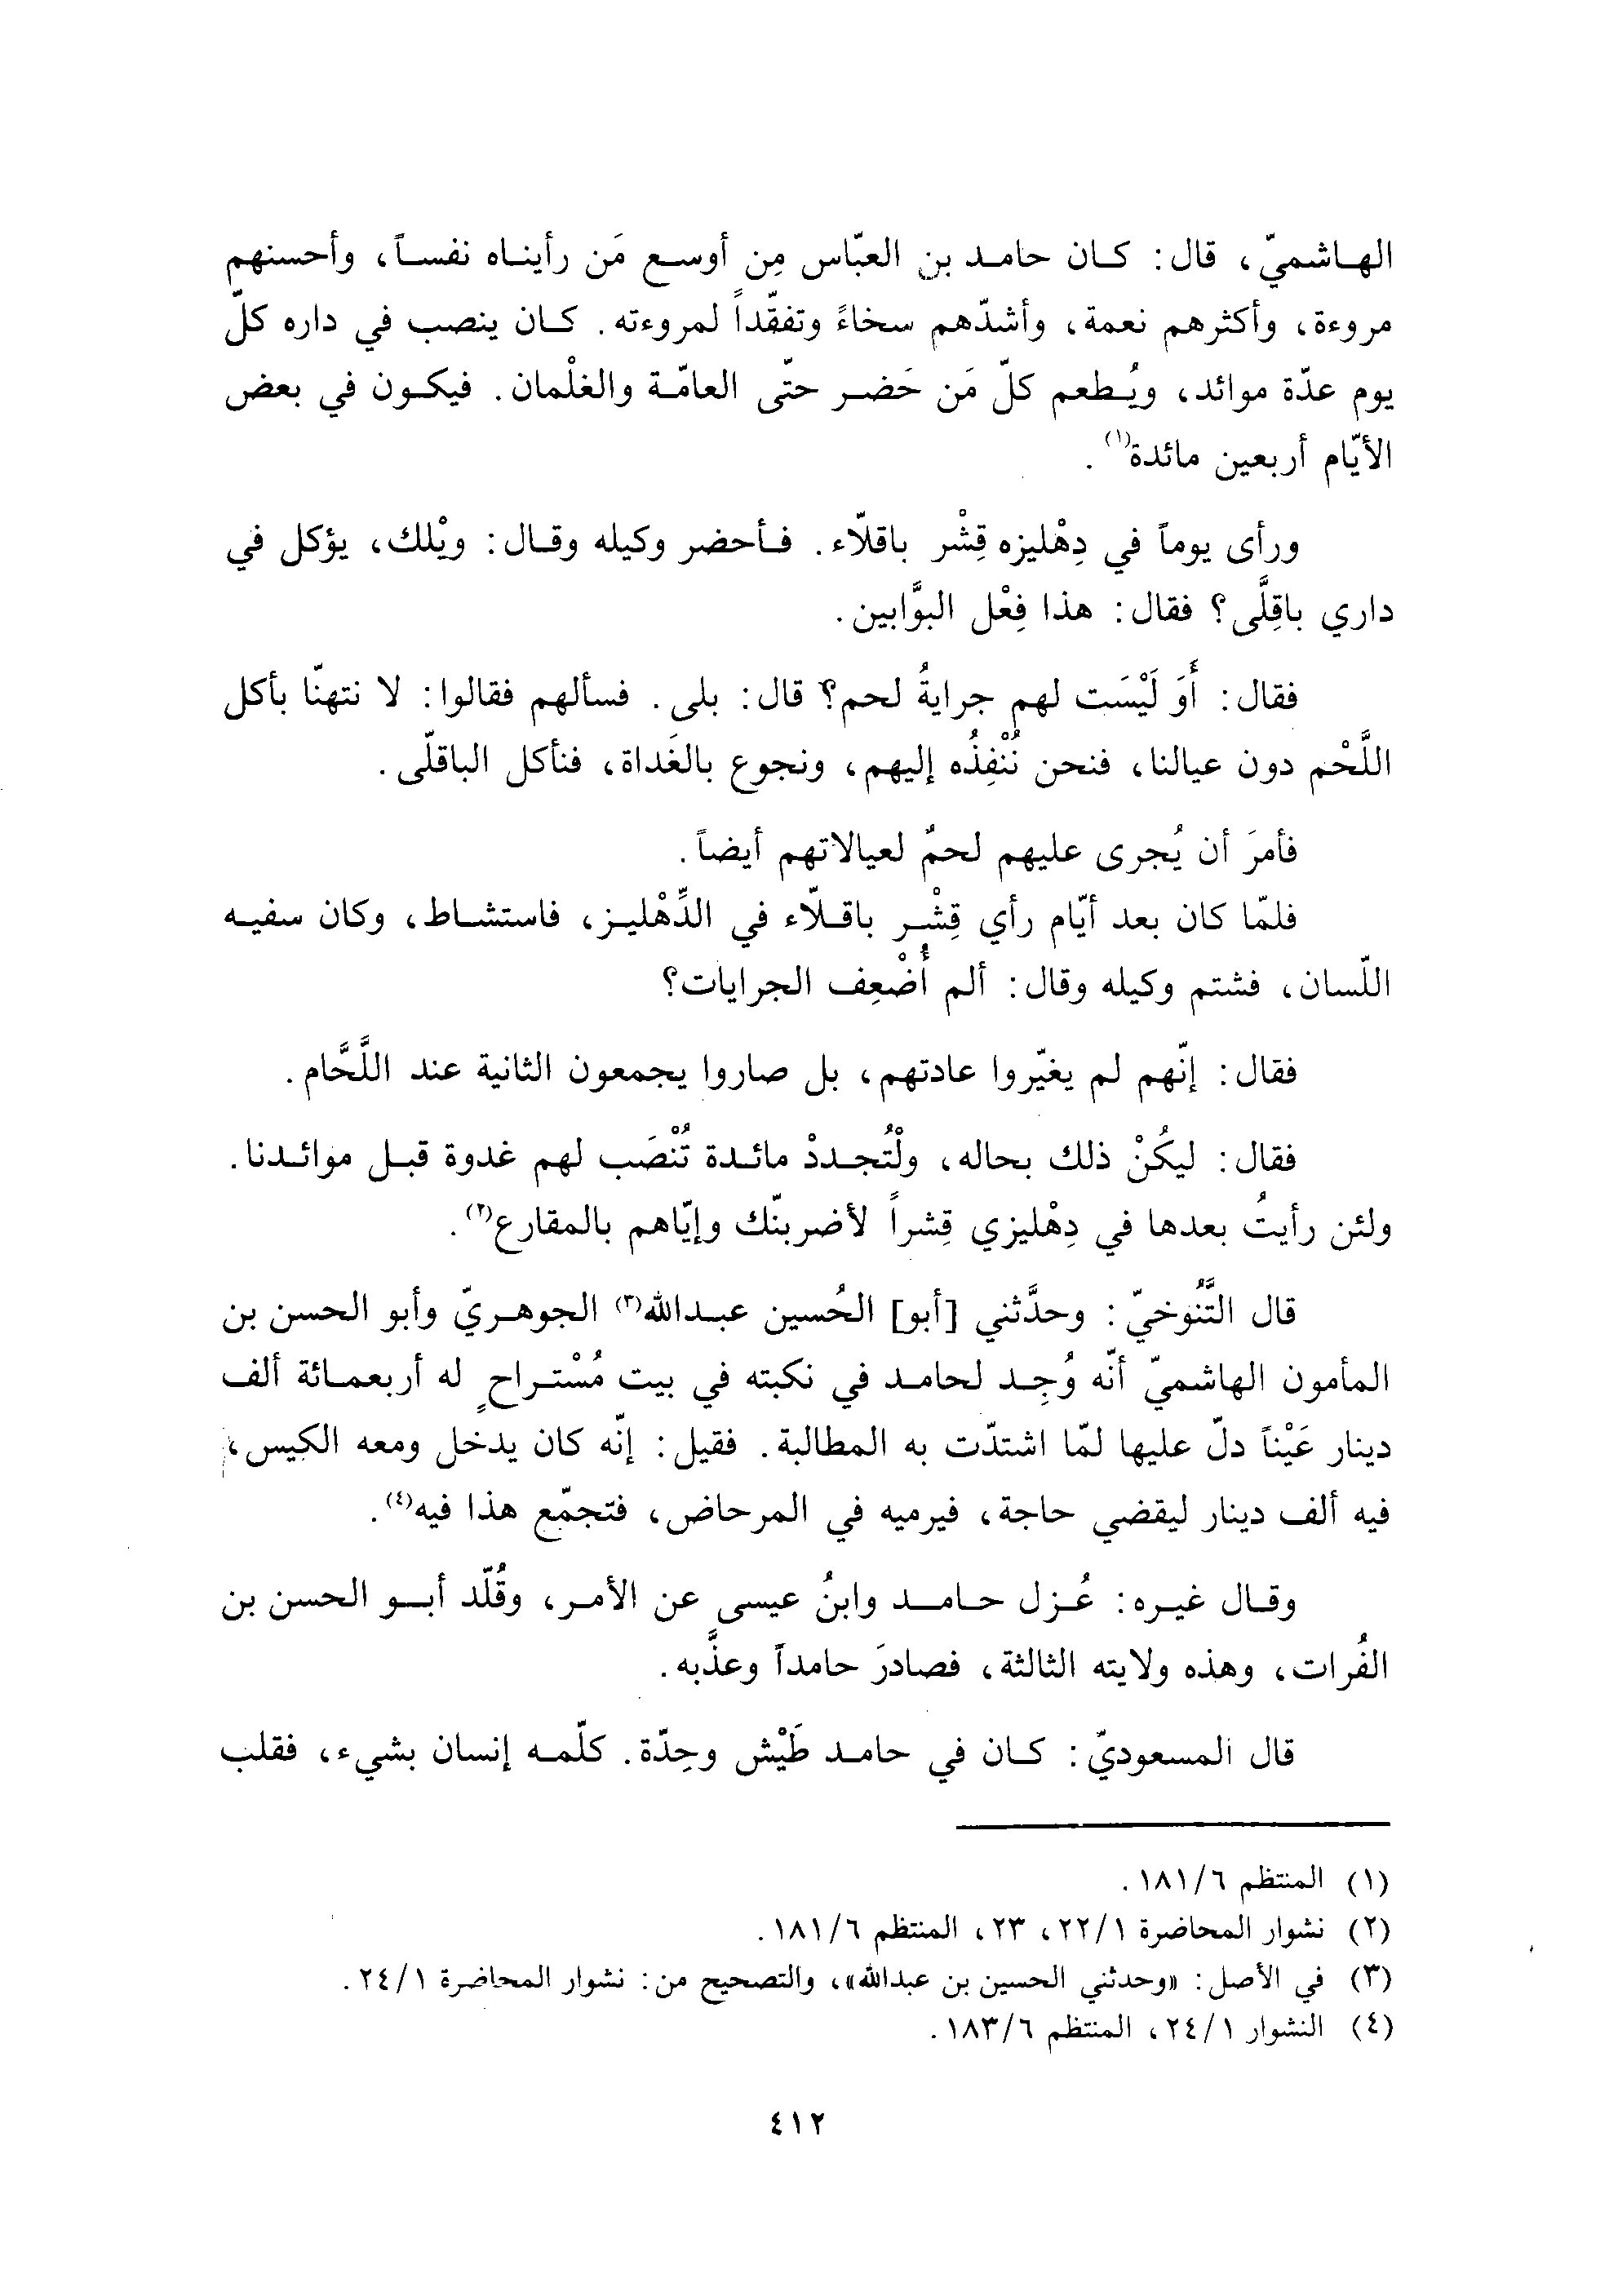 الهاشميّ، قال: كان حامد بن العبّاس مِن أوسع مَن رأيناه نفساً، وأحسنهم
مروءة، وأكثرهم نعمة، وأشدّهم سخاءً وتفقّداً لمروءته. كان ينصب في داره كلّ
يوم عدّة موائد، ويُطعم كلّ مَن حَضر حتّى العامّة والغلْمان. فيكون في بعض
الأيّام أربعين مائدة(١).
ورأى يوماً في دِهْليزه قِشْر باقلّاء. فأحضر وكيله وقال: ويْلك، يؤكل في
داري باقِلَّى؟ فقال: هذا فِعْل البوَّابين.
فقال: أَوَ لَيْسَت لهم جرايةُ لحم؟ قال: بلى. فسألهم فقالوا: لا نتهنّا بأكل
اللَّحْم دون عيالنا، فنحن نُنْفِذُه إليهم، ونجوع بالغَداة، فنأكل الباقلّى.
فأمرَ أن يُجرى عليهم لحمٌ لعيالاتهم أيضاً.
فلمّا كان بعد أيّام رأي قِشْر باقلّاء في الدِّهْليز، فاستشاط، وكان سفيه
اللّسان، فشتم وكيله وقال: ألم أُضْعِف الجرايات؟
فقال: إنّهم لم يغيّروا عادتهم، بل صاروا يجمعون الثانية عند اللَّحَّام.
فقال: ليكُنْ ذلك بحاله، ولْتُجددْ مائدة تُنْصَب لهم غدوة قبل موائدنا.
ولئن رأيتُ بعدها في دِهْليزي قِشراً لأضربنّك وإيّاهم بالمقارع(٢).
قال التَّنُوخيّ: وحدَّثني [أبو] الحُسين عبدالله(٣) الجوهريّ وأبو الحسن بن
المأمون الهاشميّ أنّه وُجِد لحامد في نكبته في بيت مُسْتراحٍ له أربعمائة ألف
دينار عَيْناً دلّ عليها لمّا اشتدّت به المطالبة. فقيل: إنّه كان يدخل ومعه الكيس،
فيه ألف دينار ليقضي حاجة، فيرميه في المرحاض، فتجمّع هذا فيه(٤).
وقال غيره: عُزل حامد وابنُ عيسى عن الأمر، وقُلّد أبو الحسن بن
الفُرات، وهذه ولايته الثالثة، فصادرَ حامداً وعذَّبه.
قال المسعوديّ: كان في حامد طَيْش وحِدّة. كلّمه إنسان بشيء، فقلب
(١) المنتظم ٦/١٨١.
(٢) نشوار المحاضرة ١/٢٢، ٢٣، المنتظم ٦/١٨١.
(٣) في الأصل: «وحدثني الحسين بن عبدالله»، والتصحيح من: نشوار المحاضرة ١/٢٤.
(٤) النشوار ١/٢٤، المنتظم ٦/١٨٣.
٤١٢